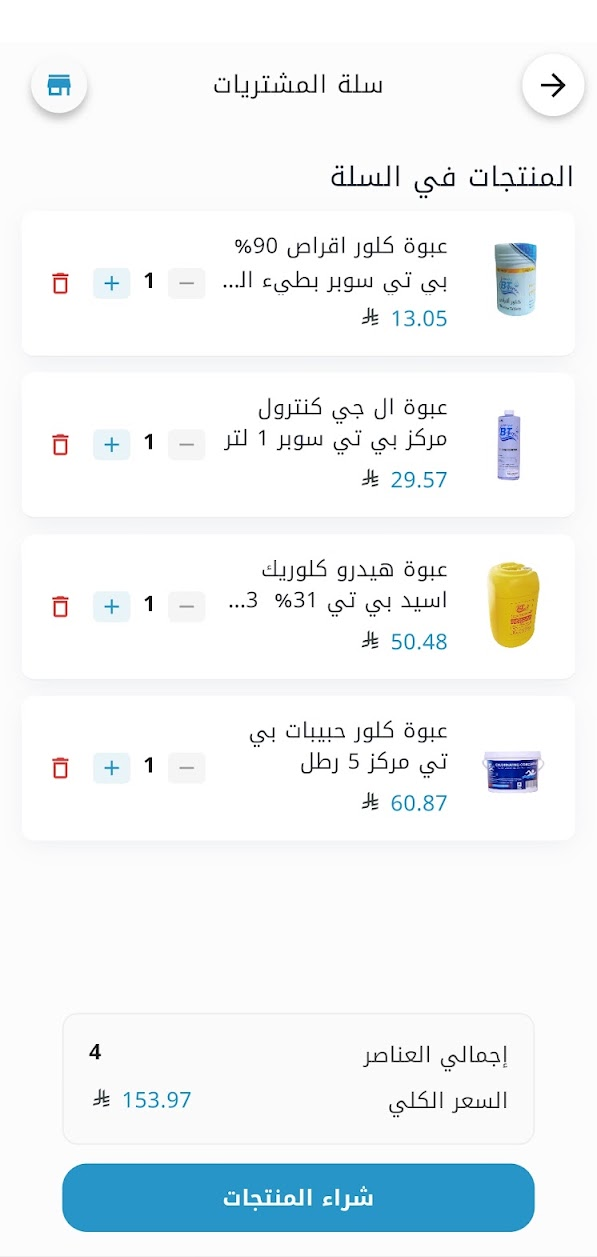 سلة المشتريات
المنتجات في السلة
عبوة كلور اقراص 90%
بي تي سوبر بطيء ال...
13.05
1
عبوة ال جي كنترول
مركز بي تي سوبر 1 لتر
29.57
1
عبوة هيدرو كلوريك
اسيد بي تي 31% 3...
50.48
1
عبوة كلور حبيبات بي
تي مركز 5 رطل
60.87
1
إجمالي العناصر 4
السعر الكلي 153.97
شراء المنتجات